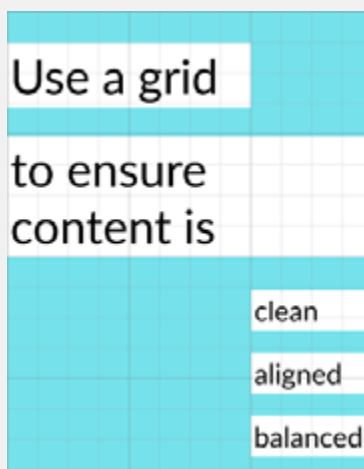 Use a grid
to ensure
content is
clean
aligned
balanced